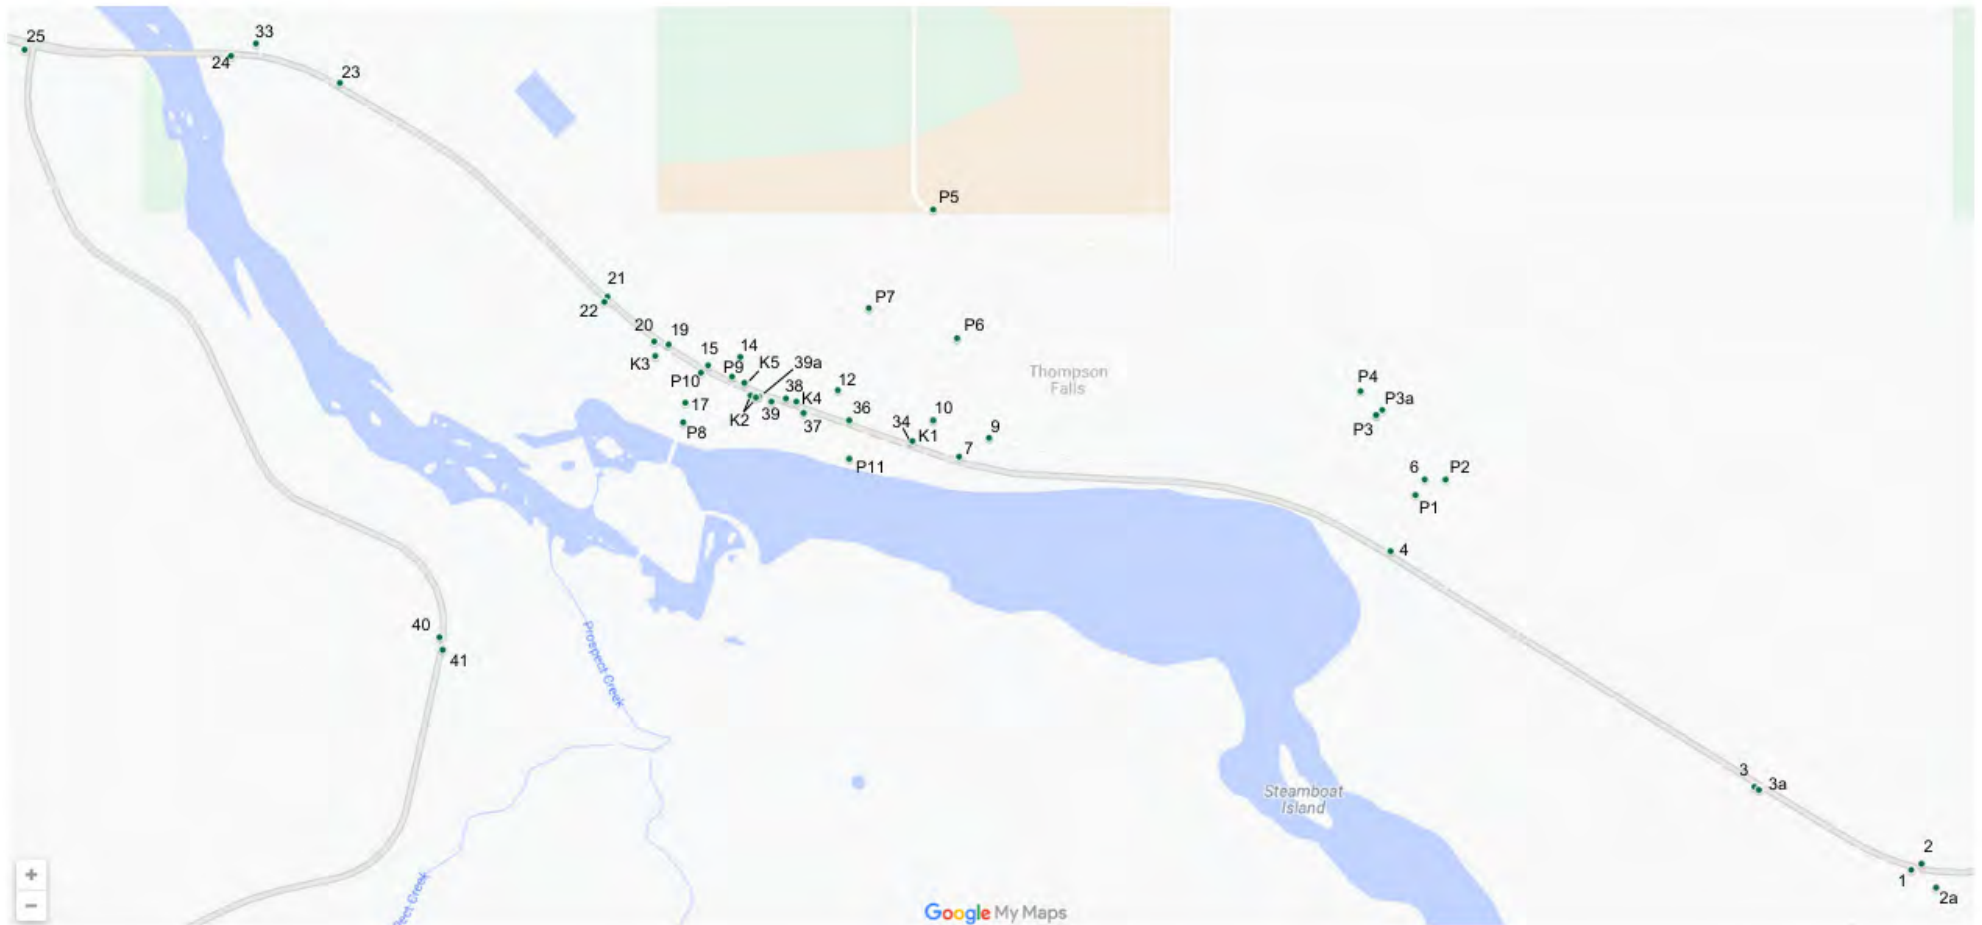 25
33
24
23
P5
21
22
P7
20
19
P6
K3
15
14
P10
P9
K5
39a
Thompson
Falls
P4
17
12
38
K4
P3a
K2
39
36
10
P3
P8
37
34
K1
9
7
P11
6
P2
P1
4
40
41
Prospect Creek
3
3a
Steamboat
Island
2
+
1
−
2a
pect Creek
Google My Maps